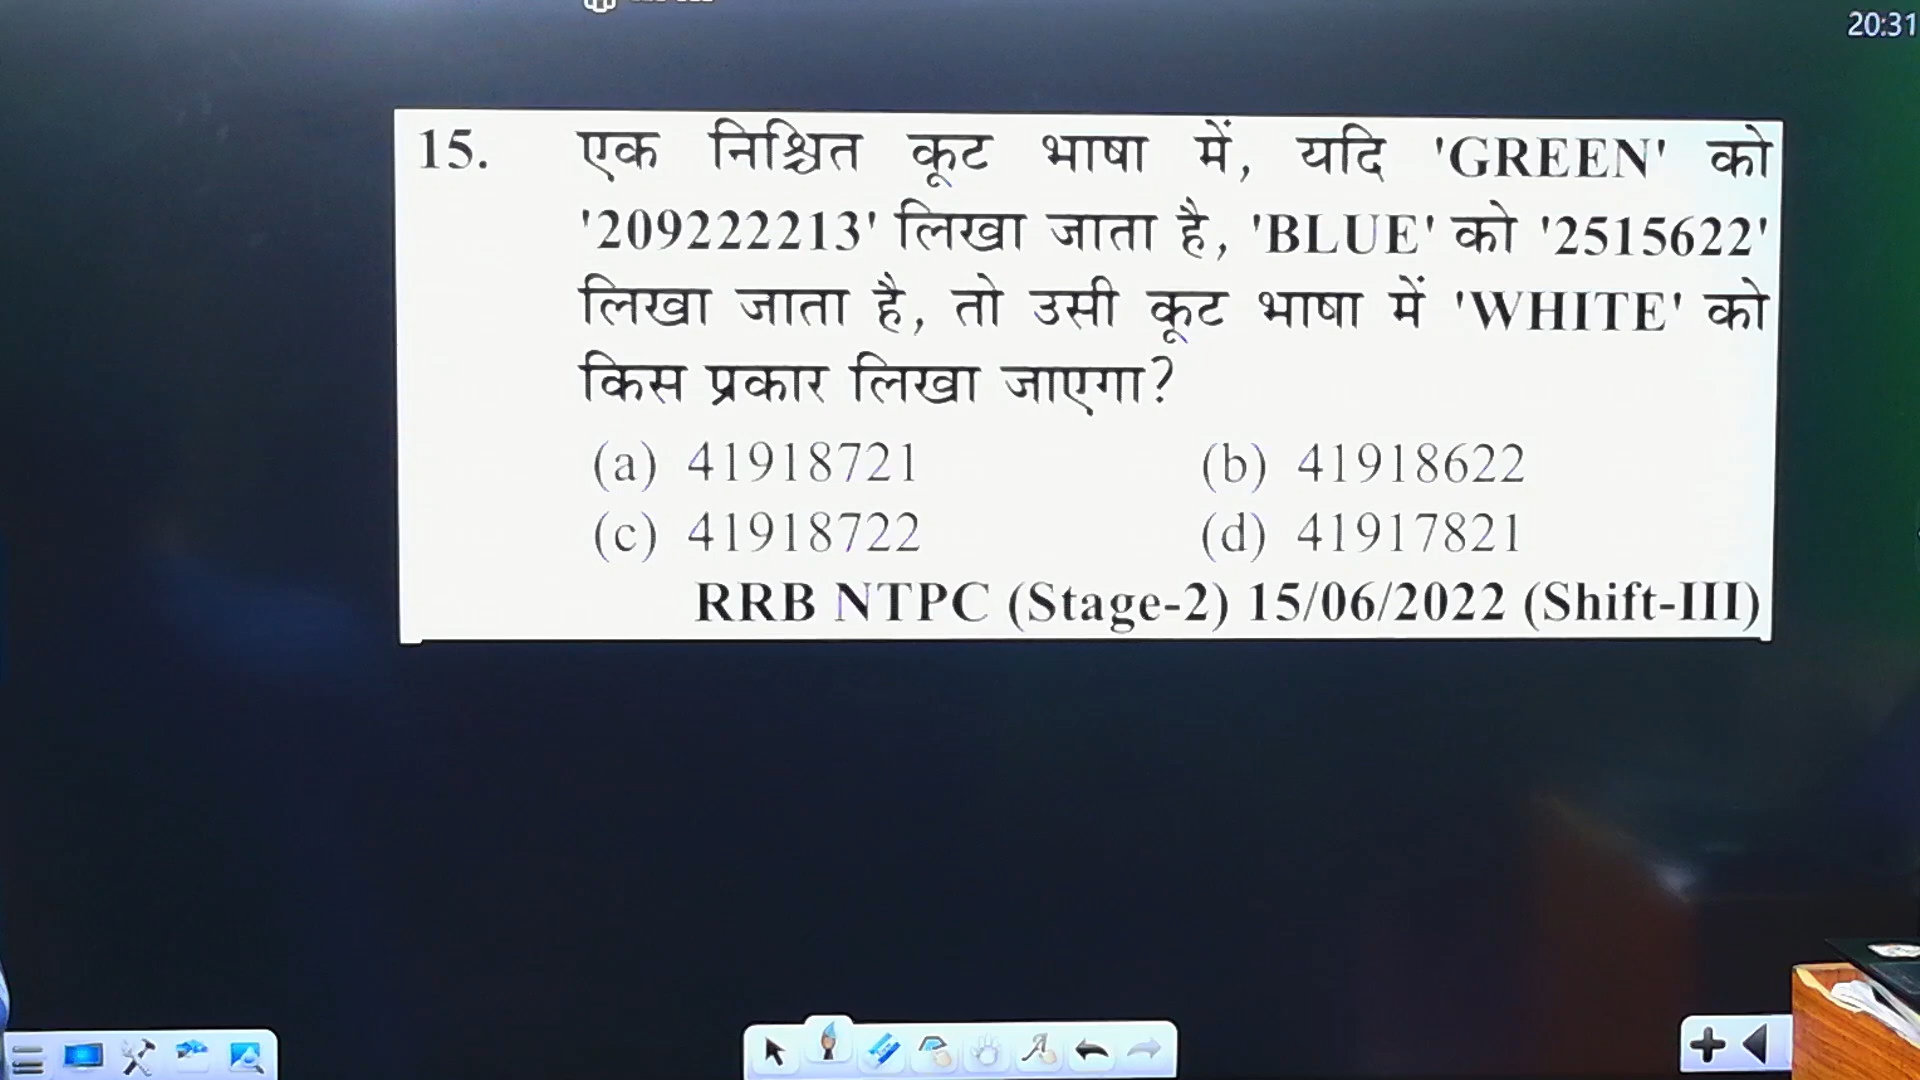 20:31
15. एक निश्चित कूट भाषा में, यदि 'GREEN' को
'209222213' लिखा जाता है, 'BLUE' को '2515622'
लिखा जाता है, तो उसी कूट भाषा में 'WHITE' को
किस प्रकार लिखा जाएगा?
(a) 41918721 (b) 41918622
(c) 41918722 (d) 41917821
RRB NTPC (Stage-2) 15/06/2022 (Shift-III)